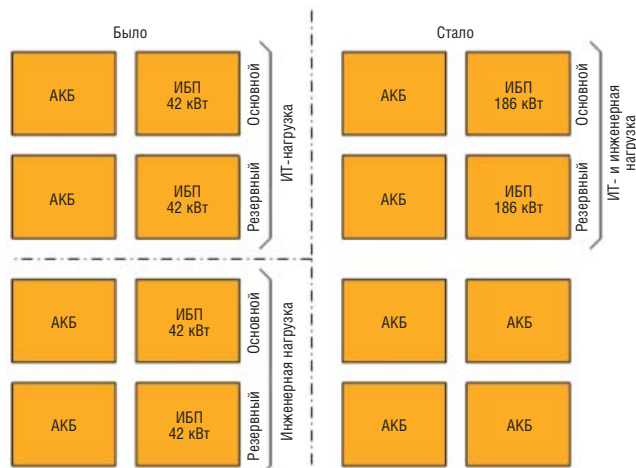 Было
АКБ
ИБП
42 кВт
Основной
АКБ
ИБП
42 кВт
Резервный
ИТ-нагрузка
АКБ
ИБП
42 кВт
Основной
АКБ
ИБП
42 кВт
Резервный
Инженерная нагрузка
Стало
АКБ
ИБП
186 кВт
Основной
АКБ
ИБП
186 кВт
Резервный
ИТ- и инженерная
нагрузка
АКБ
АКБ
АКБ
АКБ